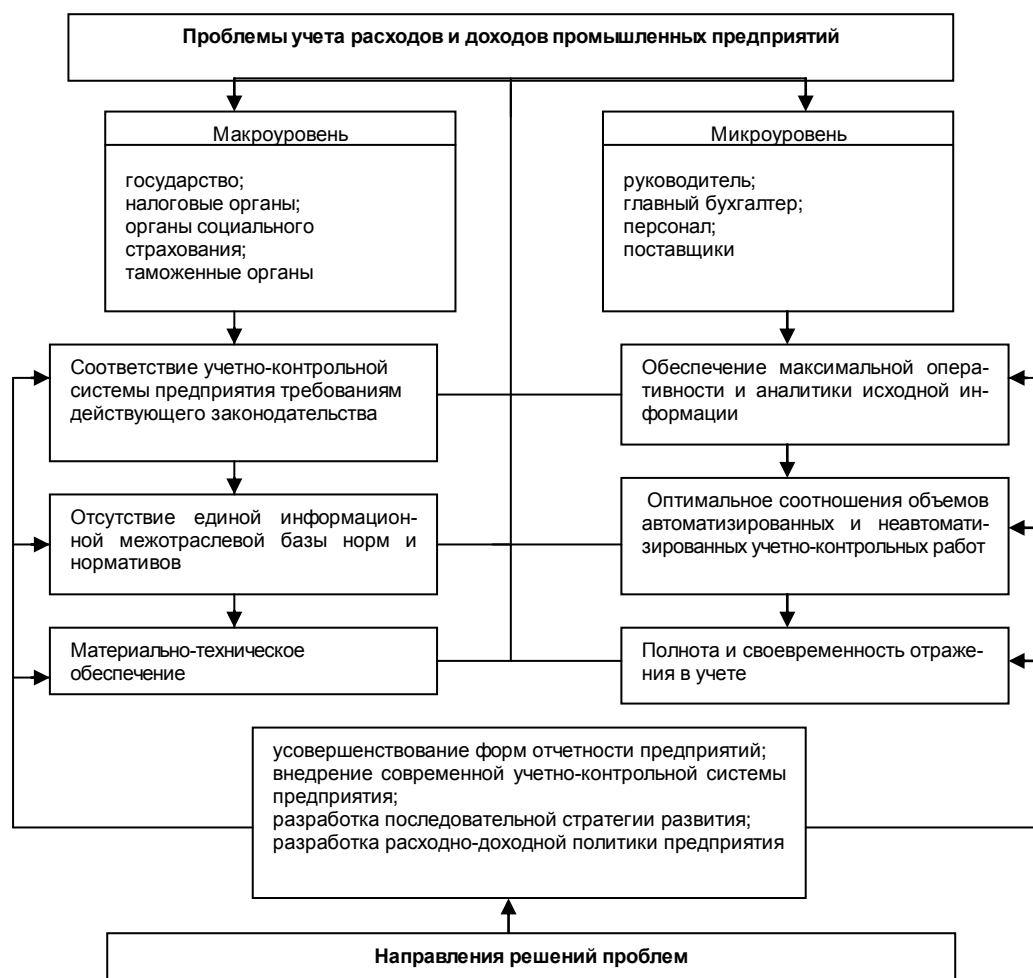 Проблемы учета расходов и доходов промышленных предприятий
Макроуровень
государство;
налоговые органы;
органы социального
страхования;
таможенные органы
Микроуровень
руководитель;
главный бухгалтер;
персонал;
поставщики
Соответствие учетно-контрольной
системы предприятия требованиям
действующего законодательства
Обеспечение максимальной опера-
тивности и аналитики исходной ин-
формации
Отсутствие единой информацион-
ной межотраслевой базы норм и
нормативов
Оптимальное соотношения объемов
автоматизированных и неавтомати-
зированных учетно-контрольных работ
Материально-техническое
обеспечение
Полнота и своевременность отраже-
ния в учете
усовершенствование форм отчетности предприятий;
внедрение современной учетно-контрольной системы
предприятия;
разработка последовательной стратегии развития;
разработка расходно-доходной политики предприятия
Направления решений проблем